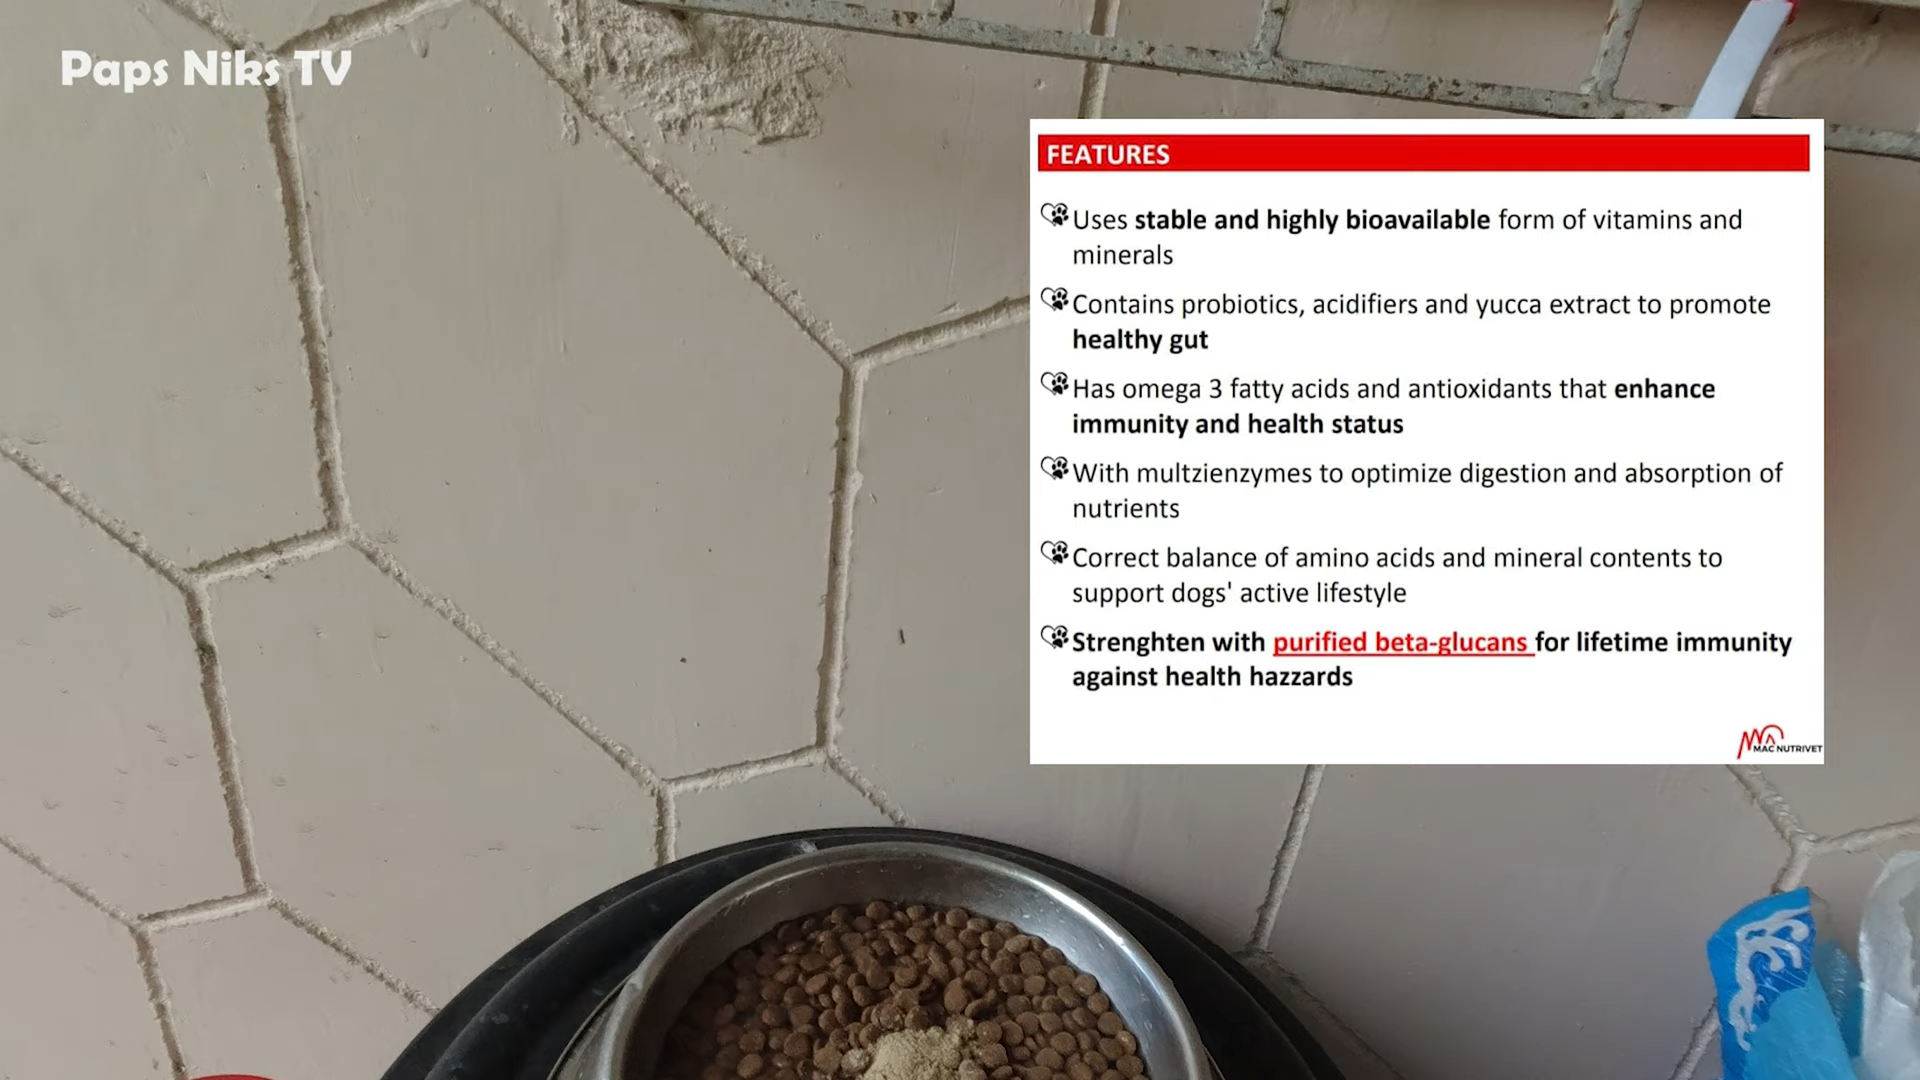 Paps Niks TV
FEATURES
Uses stable and highly bioavailable form of vitamins and
minerals
Contains probiotics, acidifiers and yucca extract to promote
healthy gut
Has omega 3 fatty acids and antioxidants that enhance
immunity and health status
With multzienzymes to optimize digestion and absorption of
nutrients
Correct balance of amino acids and mineral contents to
support dogs' active lifestyle
Strenghten with purified beta-glucans for lifetime immunity
against health hazzards
MAC NUTRIVET